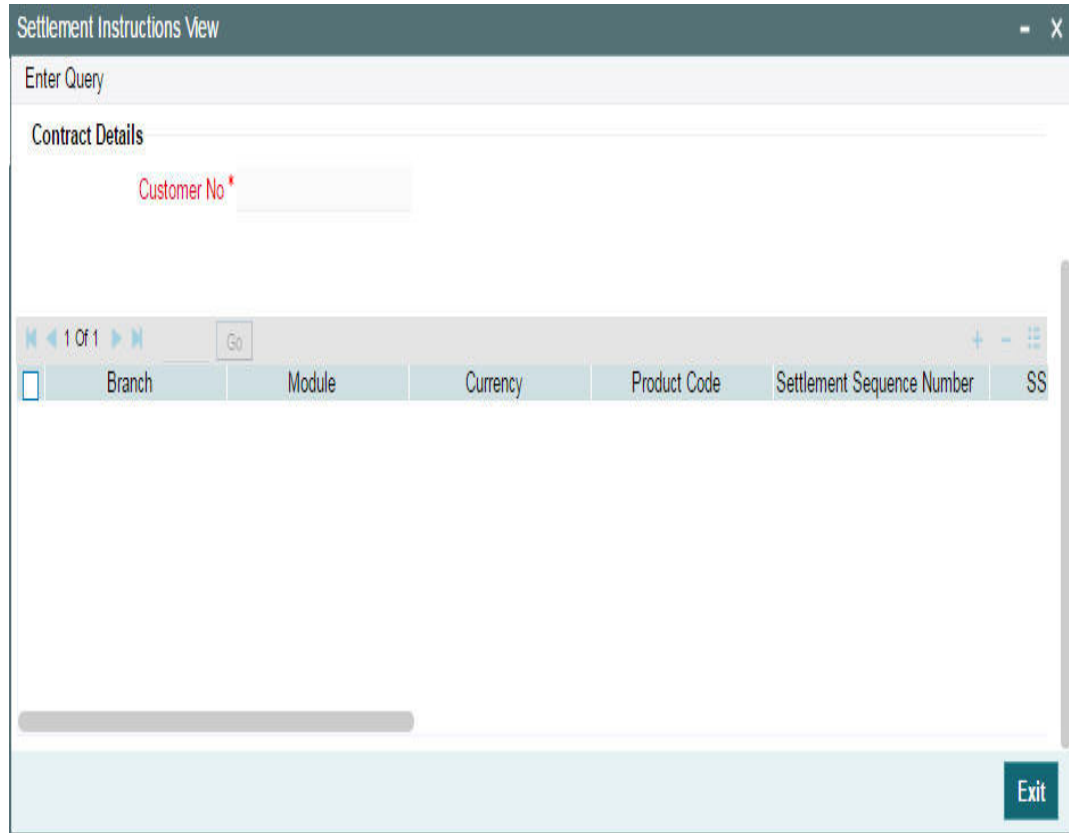 Settlement Instructions View
Enter Query
Contract Details
Customer No *
1 Of 1 Go
Branch Module Currency Product Code Settlement Sequence Number SS
Exit